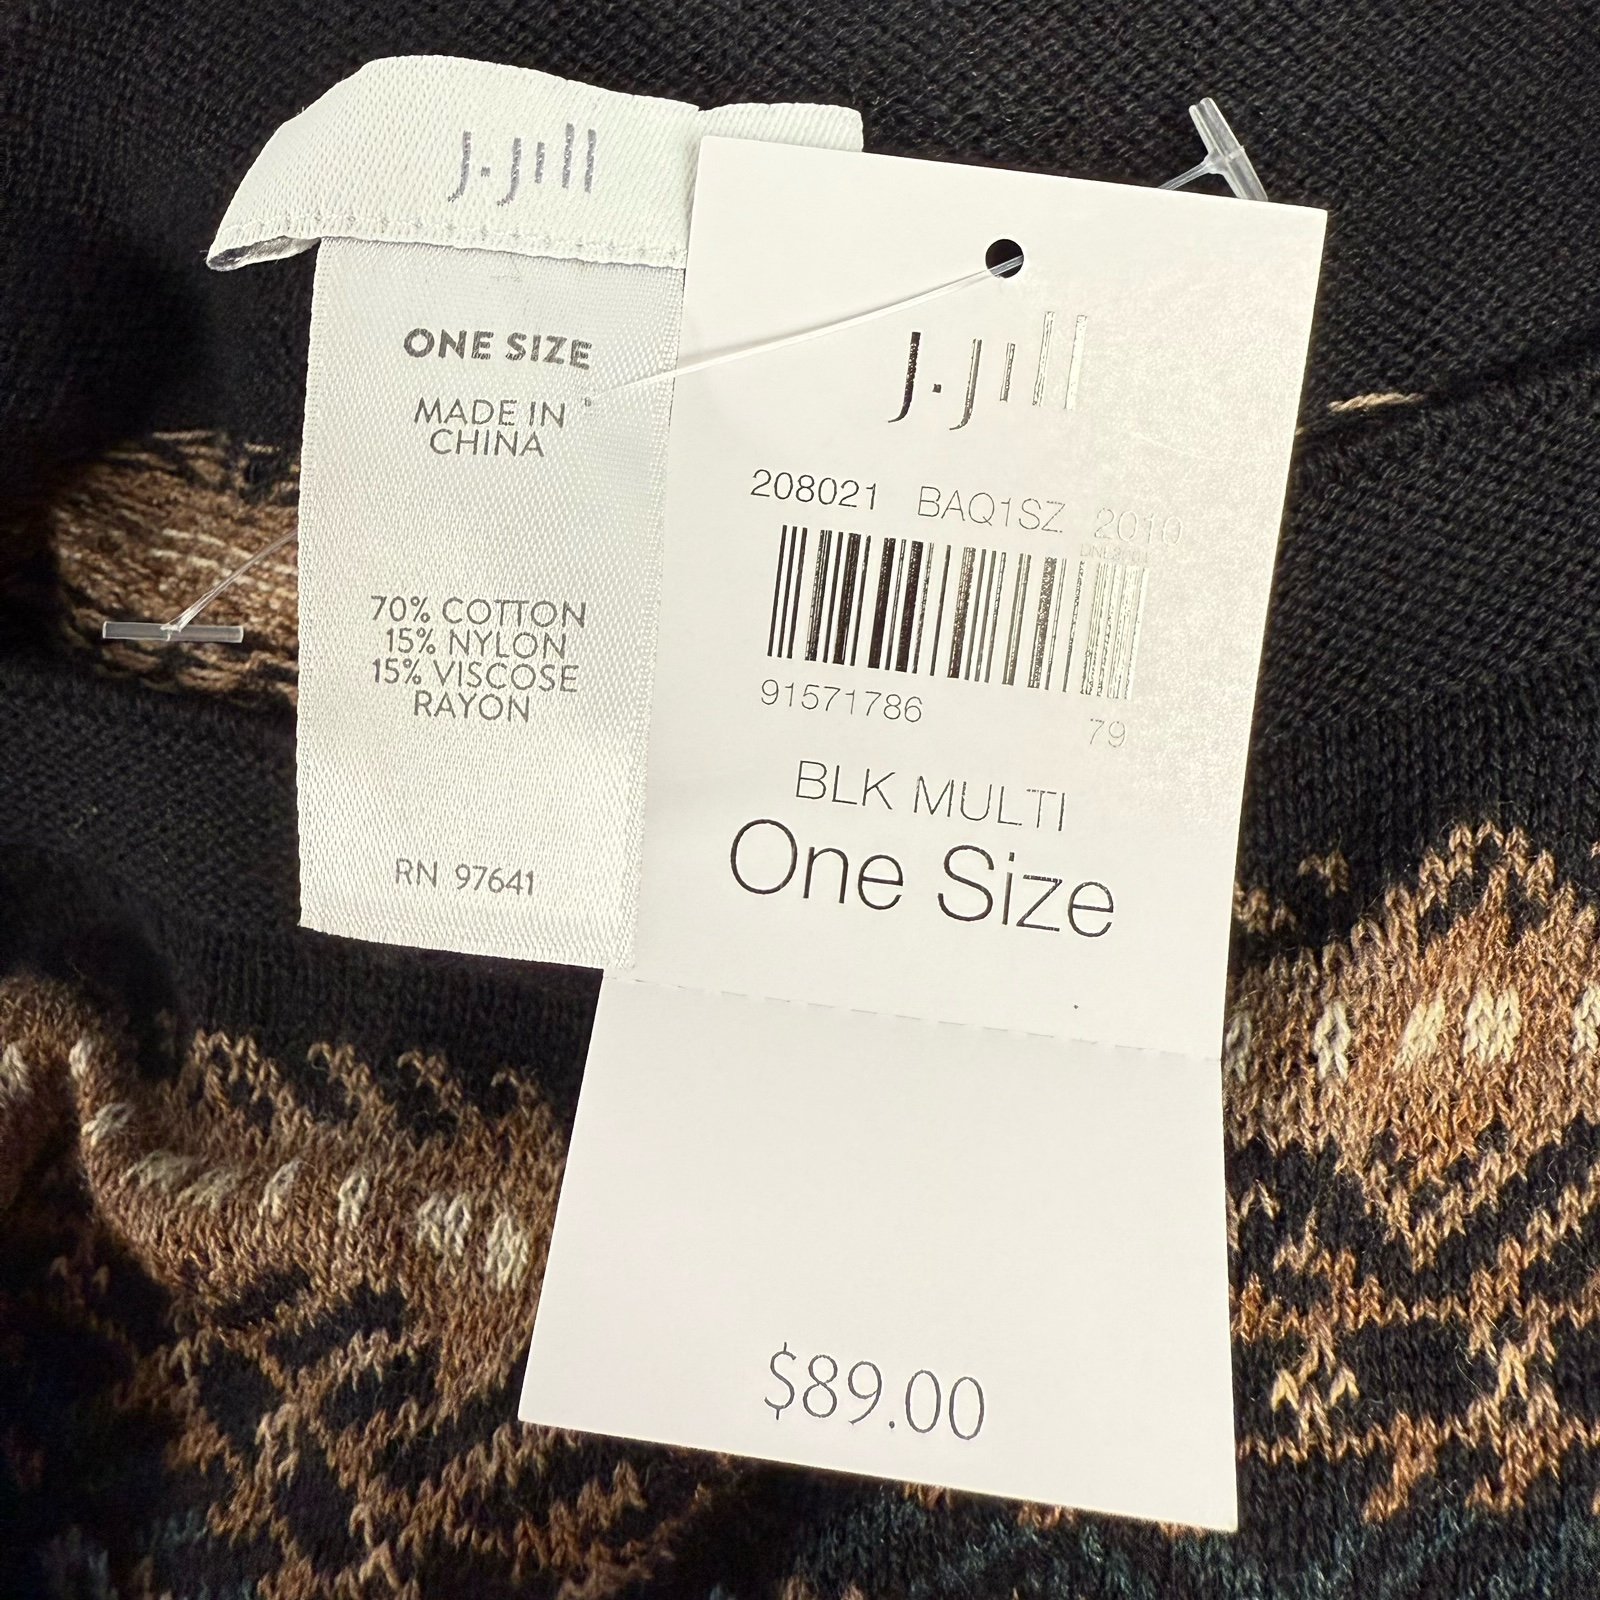 J.Jill
ONE SIZE
MADE IN
CHINA
70% COTTON
15% NYLON
15% VISCOSE
RAYON
RN 97641
J.Jill
208021 BAQ1SZ 2010
91571786 79
BLK MULTI
One Size
$89.00